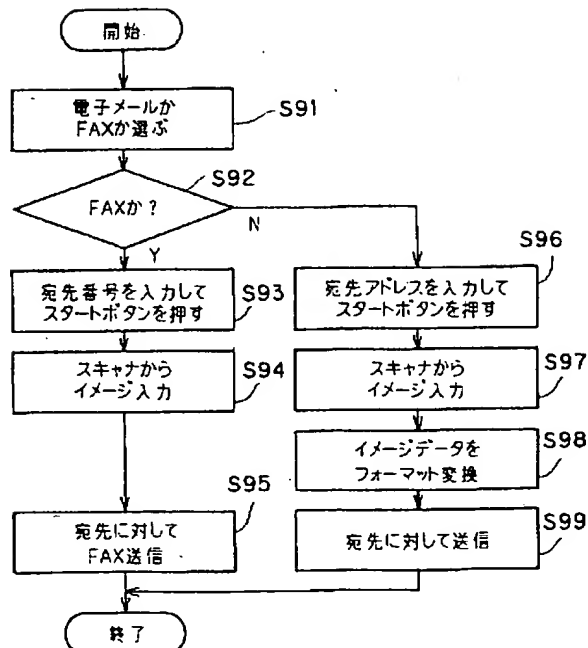 開始
電子メールか
FAXか選ぶ
S91
FAXか?
S92
N
Y
宛先番号を入力して
スタートボタンを押す
S93
スキャナから
イメージ入力
S94
宛先に対して
FAX送信
S95
宛先アドレスを入力して
スタートボタンを押す
S96
スキャナから
イメージ入力
S97
イメージデータを
フォーマット変換
S98
宛先に対して送信
S99
終了